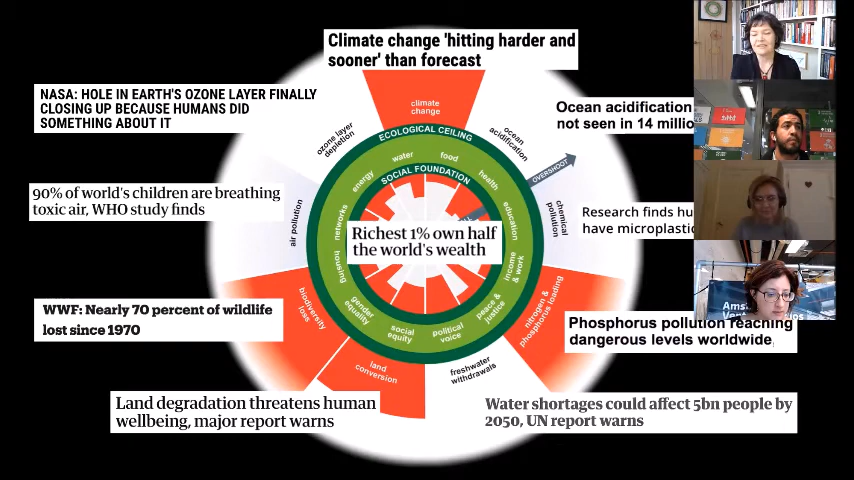 Climate change 'hitting harder and
sooner' than forecast
NASA: HOLE IN EARTH'S OZONE LAYER FINALLY
CLOSING UP BECAUSE HUMANS DID
SOMETHING ABOUT IT
Ocean acidification
not seen in 14 millio
90% of world's children are breathing
toxic air, WHO study finds
Research finds hu
have microplastic
Richest 1% own half
the world's wealth
WWF: Nearly 70 percent of wildlife
lost since 1970
Phosphorus pollution reaching
dangerous levels worldwide
Land degradation threatens human
wellbeing, major report warns
Water shortages could affect 5bn people by
2050, UN report warns
climate
change
ocean
acidification
chemical
pollution
nitrogen &
phosphorus loading
freshwater
withdrawals
land
conversion
biodiversity
loss
air pollution
ozone layer
depletion
ECOLOGICAL CEILING
OVERSHOOT
SOCIAL FOUNDATION
water
food
health
education
income
& work
peace &
justice
political
voice
social
equity
gender
equality
housing
networks
energy